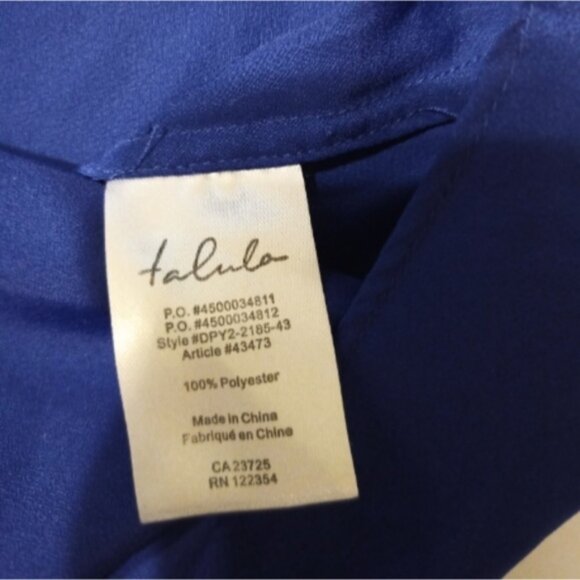 talula
P.O. #4500034811
P.O. #4500034812
Style #DPY2-2185-43
Article #43473
100% Polyester
Made in China
Fabriqué en Chine
CA 23725
RN 122354